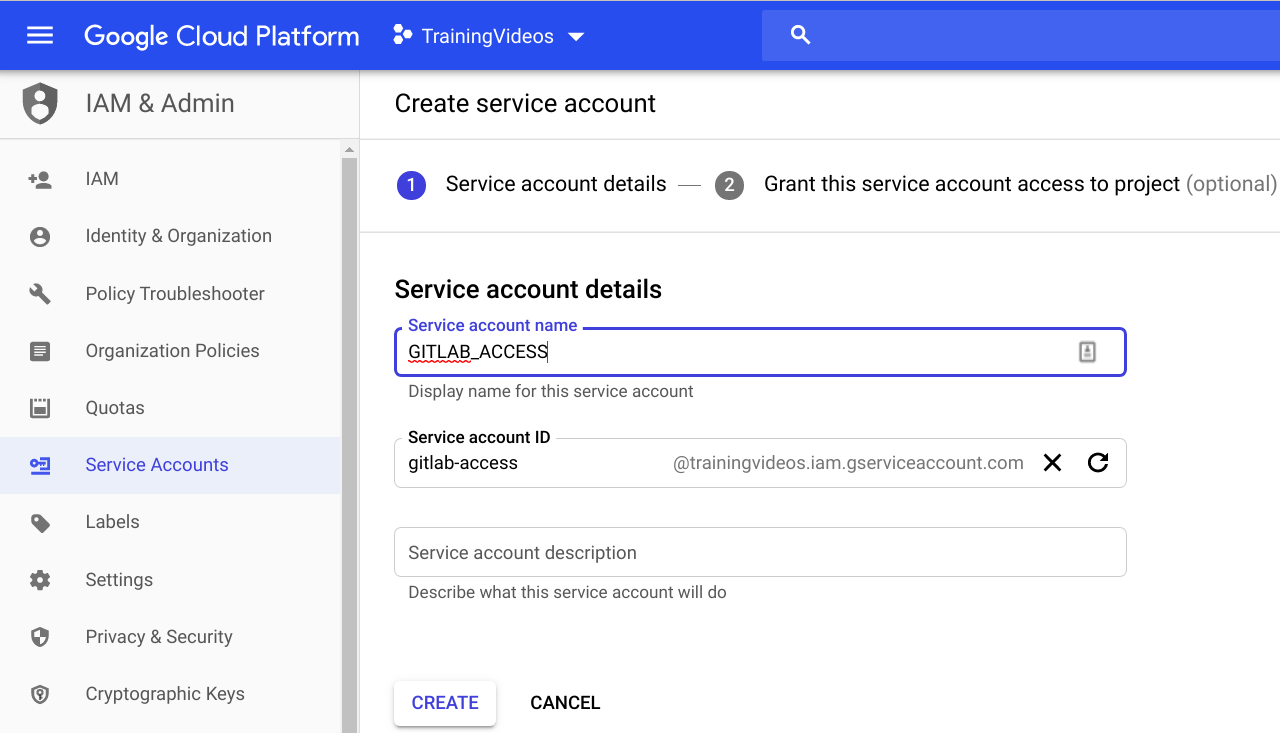 Google Cloud Platform
TrainingVideos
IAM & Admin
Create service account
IAM
Identity & Organization
Policy Troubleshooter
Organization Policies
Quotas
Service Accounts
Labels
Settings
Privacy & Security
Cryptographic Keys
1 Service account details
2 Grant this service account access to project (optional)
Service account details
Service account name
GITLAB_ACCESS
Display name for this service account
Service account ID
gitlab-access @trainingvideos.iam.gserviceaccount.com
Service account description
Describe what this service account will do
CREATE CANCEL